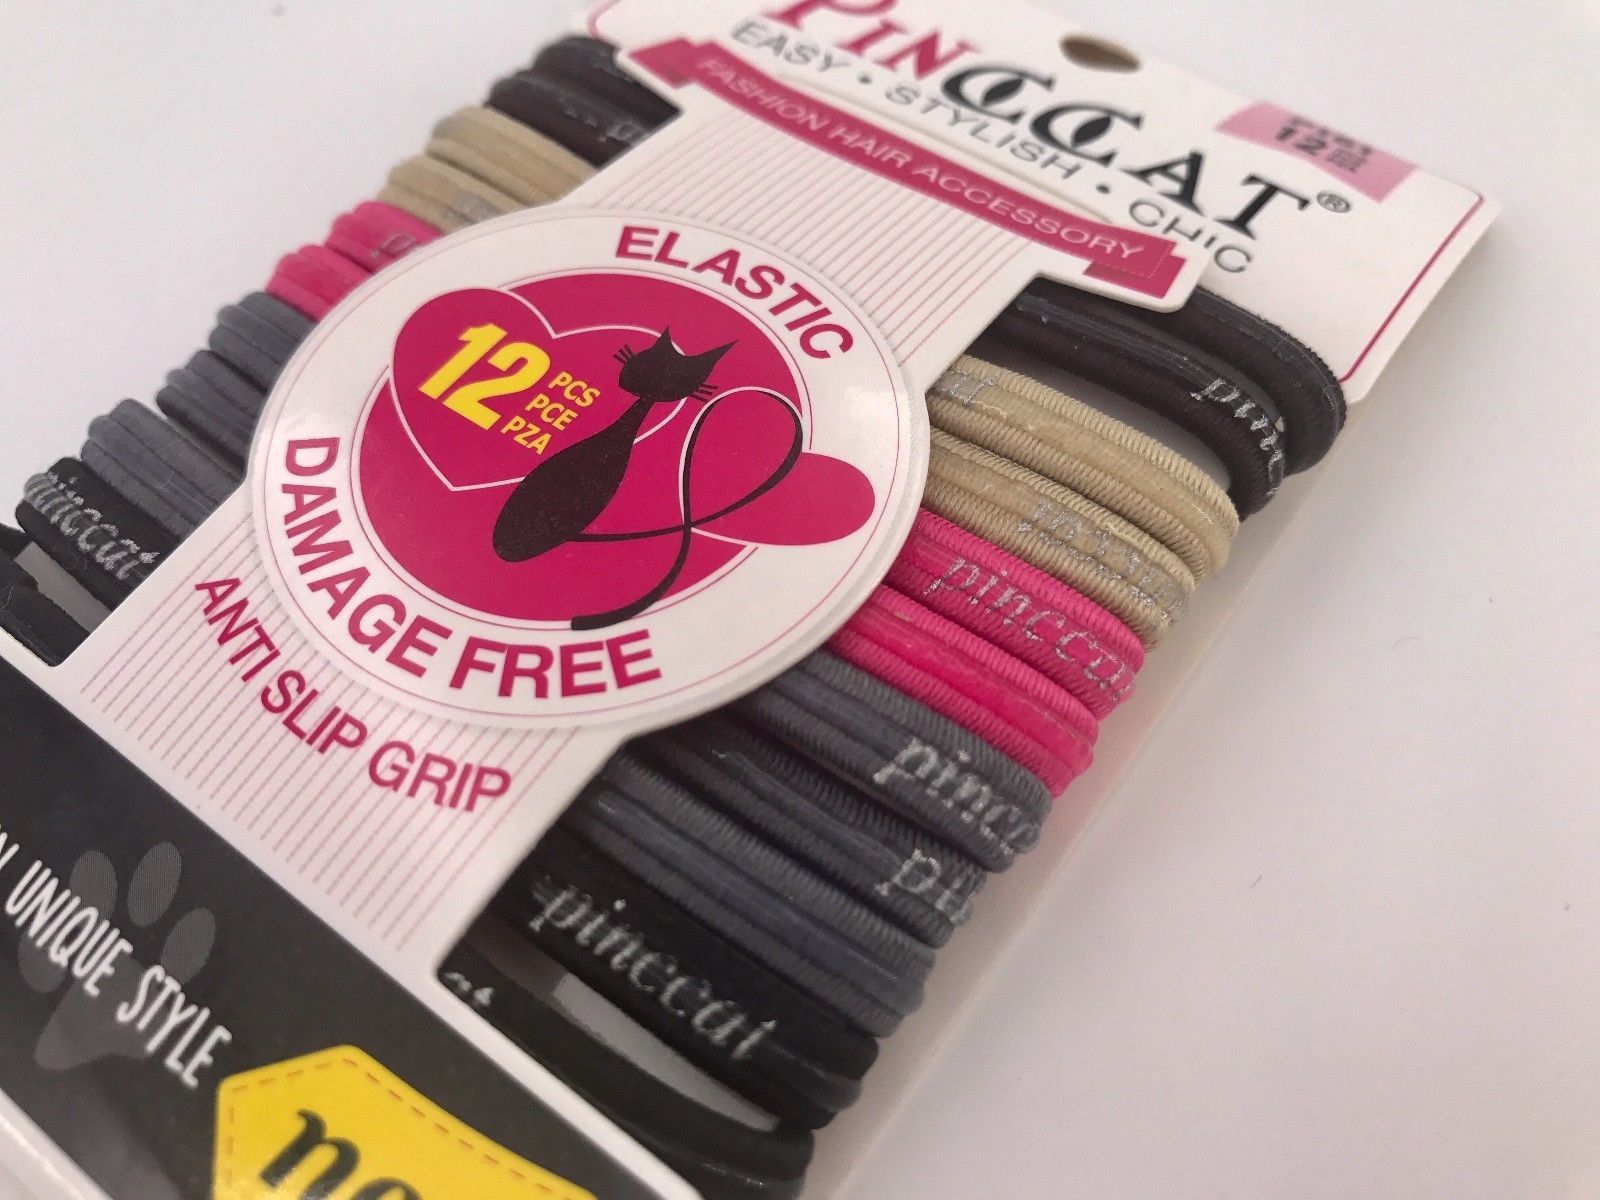 PINCCAT®
EASY • STYLISH • CHIC
FASHION HAIR ACCESSORY
12
ELASTIC
12 PCS
PCE
PZA
DAMAGE FREE
ANTI SLIP GRIP
UNIQUE STYLE
pinccat
pinccat
pinccat